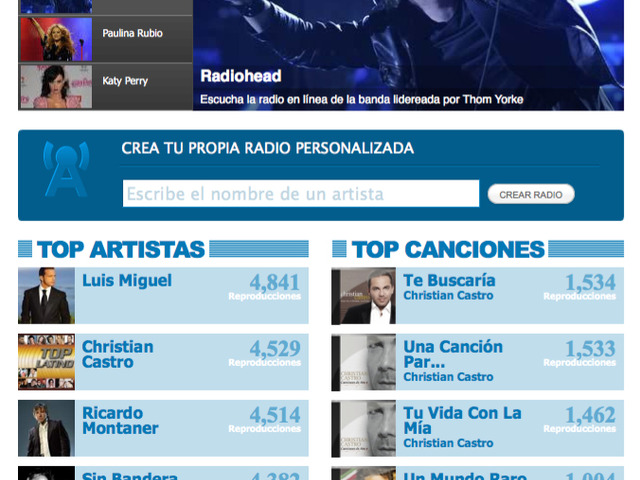 Paulina Rubio
Katy Perry
Radiohead
Escucha la radio en línea de la banda lidereada por Thom Yorke
CREA TU PROPIA RADIO PERSONALIZADA
Escribe el nombre de un artista
CREAR RADIO
TOP ARTISTAS
Luis Miguel
4,841
Reproducciones
Christian
Castro
4,529
Reproducciones
Ricardo
Montaner
4,514
Reproducciones
Sin Bandera
4,382
TOP CANCIONES
Te Buscaría
Christian Castro
1,534
Reproducciones
Una Canción
Par...
Christian Castro
1,533
Reproducciones
Tu Vida Con La
Mía
Christian Castro
1,462
Reproducciones
Un Mundo Raro
TOP
LATINO